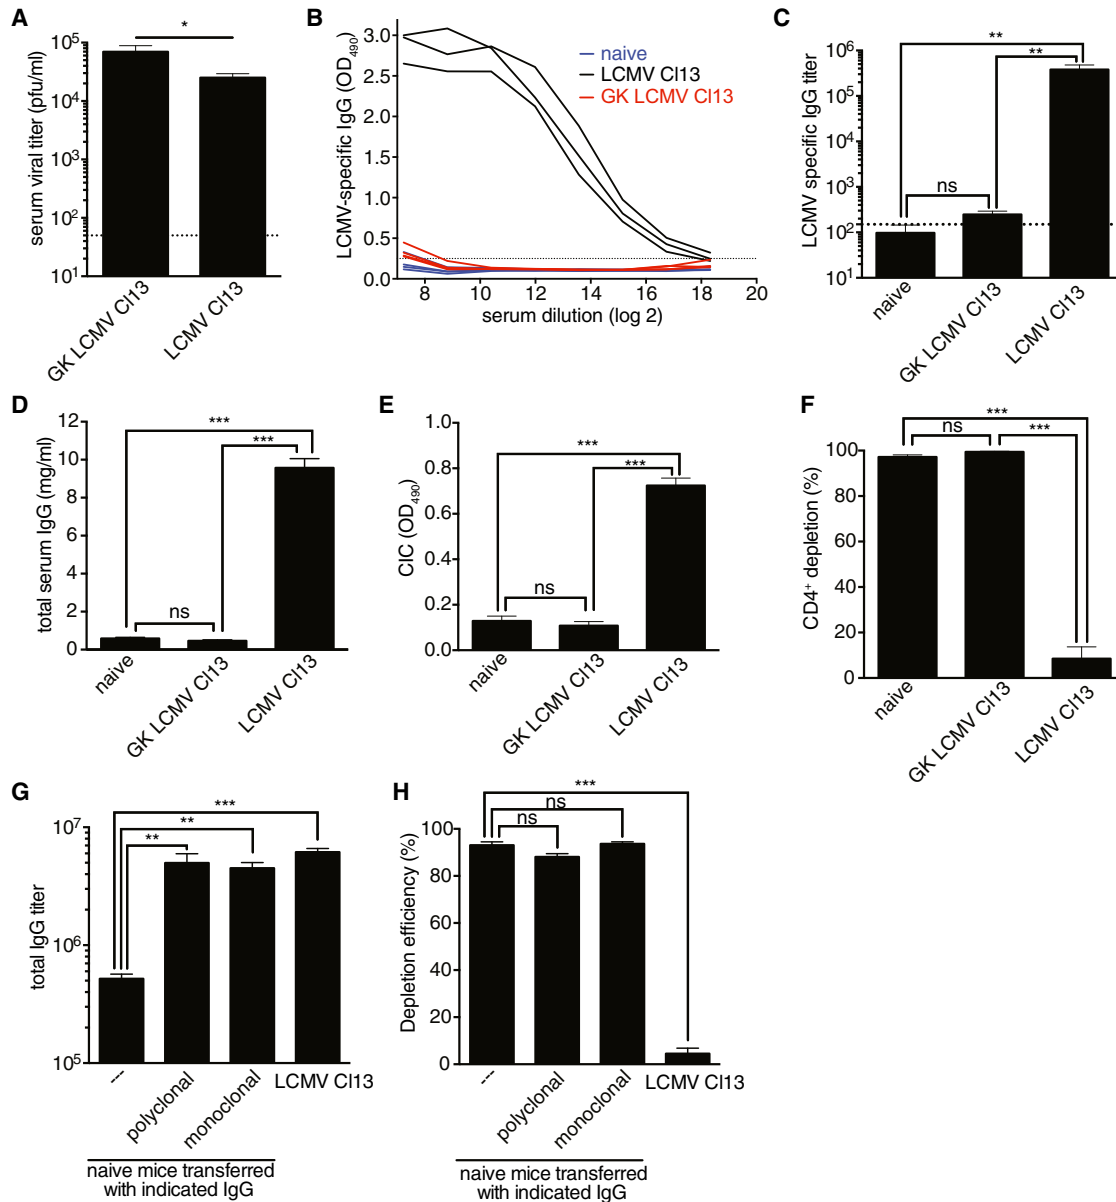 A
*
serum viral titer (pfu/ml)
10⁵
10⁴
10³
10²
10¹
GK LCMV Cl13
LCMV Cl13
B
LCMV-specific IgG (OD₄₉₀)
3.0
2.5
2.0
1.5
1.0
0.5
0.0
naive
LCMV Cl13
GK LCMV Cl13
8 10 12 14 16 18 20
serum dilution (log 2)
C
**
**
ns
LCMV specific IgG titer
10⁶
10⁵
10⁴
10³
10²
10¹
naive
GK LCMV Cl13
LCMV Cl13
D
***
***
ns
total serum IgG (mg/ml)
12
10
8
6
4
2
0
naive
GK LCMV Cl13
LCMV Cl13
E
***
***
ns
CIC (OD₄₉₀)
1.0
0.8
0.6
0.4
0.2
0.0
naive
GK LCMV Cl13
LCMV Cl13
F
***
ns
***
CD4⁺ depletion (%)
100
80
60
40
20
0
naive
GK LCMV Cl13
LCMV Cl13
G
***
**
**
total IgG titer
10⁷
10⁶
10⁵
---
polyclonal
monoclonal
LCMV Cl13
naive mice transferred
with indicated IgG
H
***
ns
ns
Depletion efficiency (%)
100
80
60
40
20
0
---
polyclonal
monoclonal
LCMV Cl13
naive mice transferred
with indicated IgG